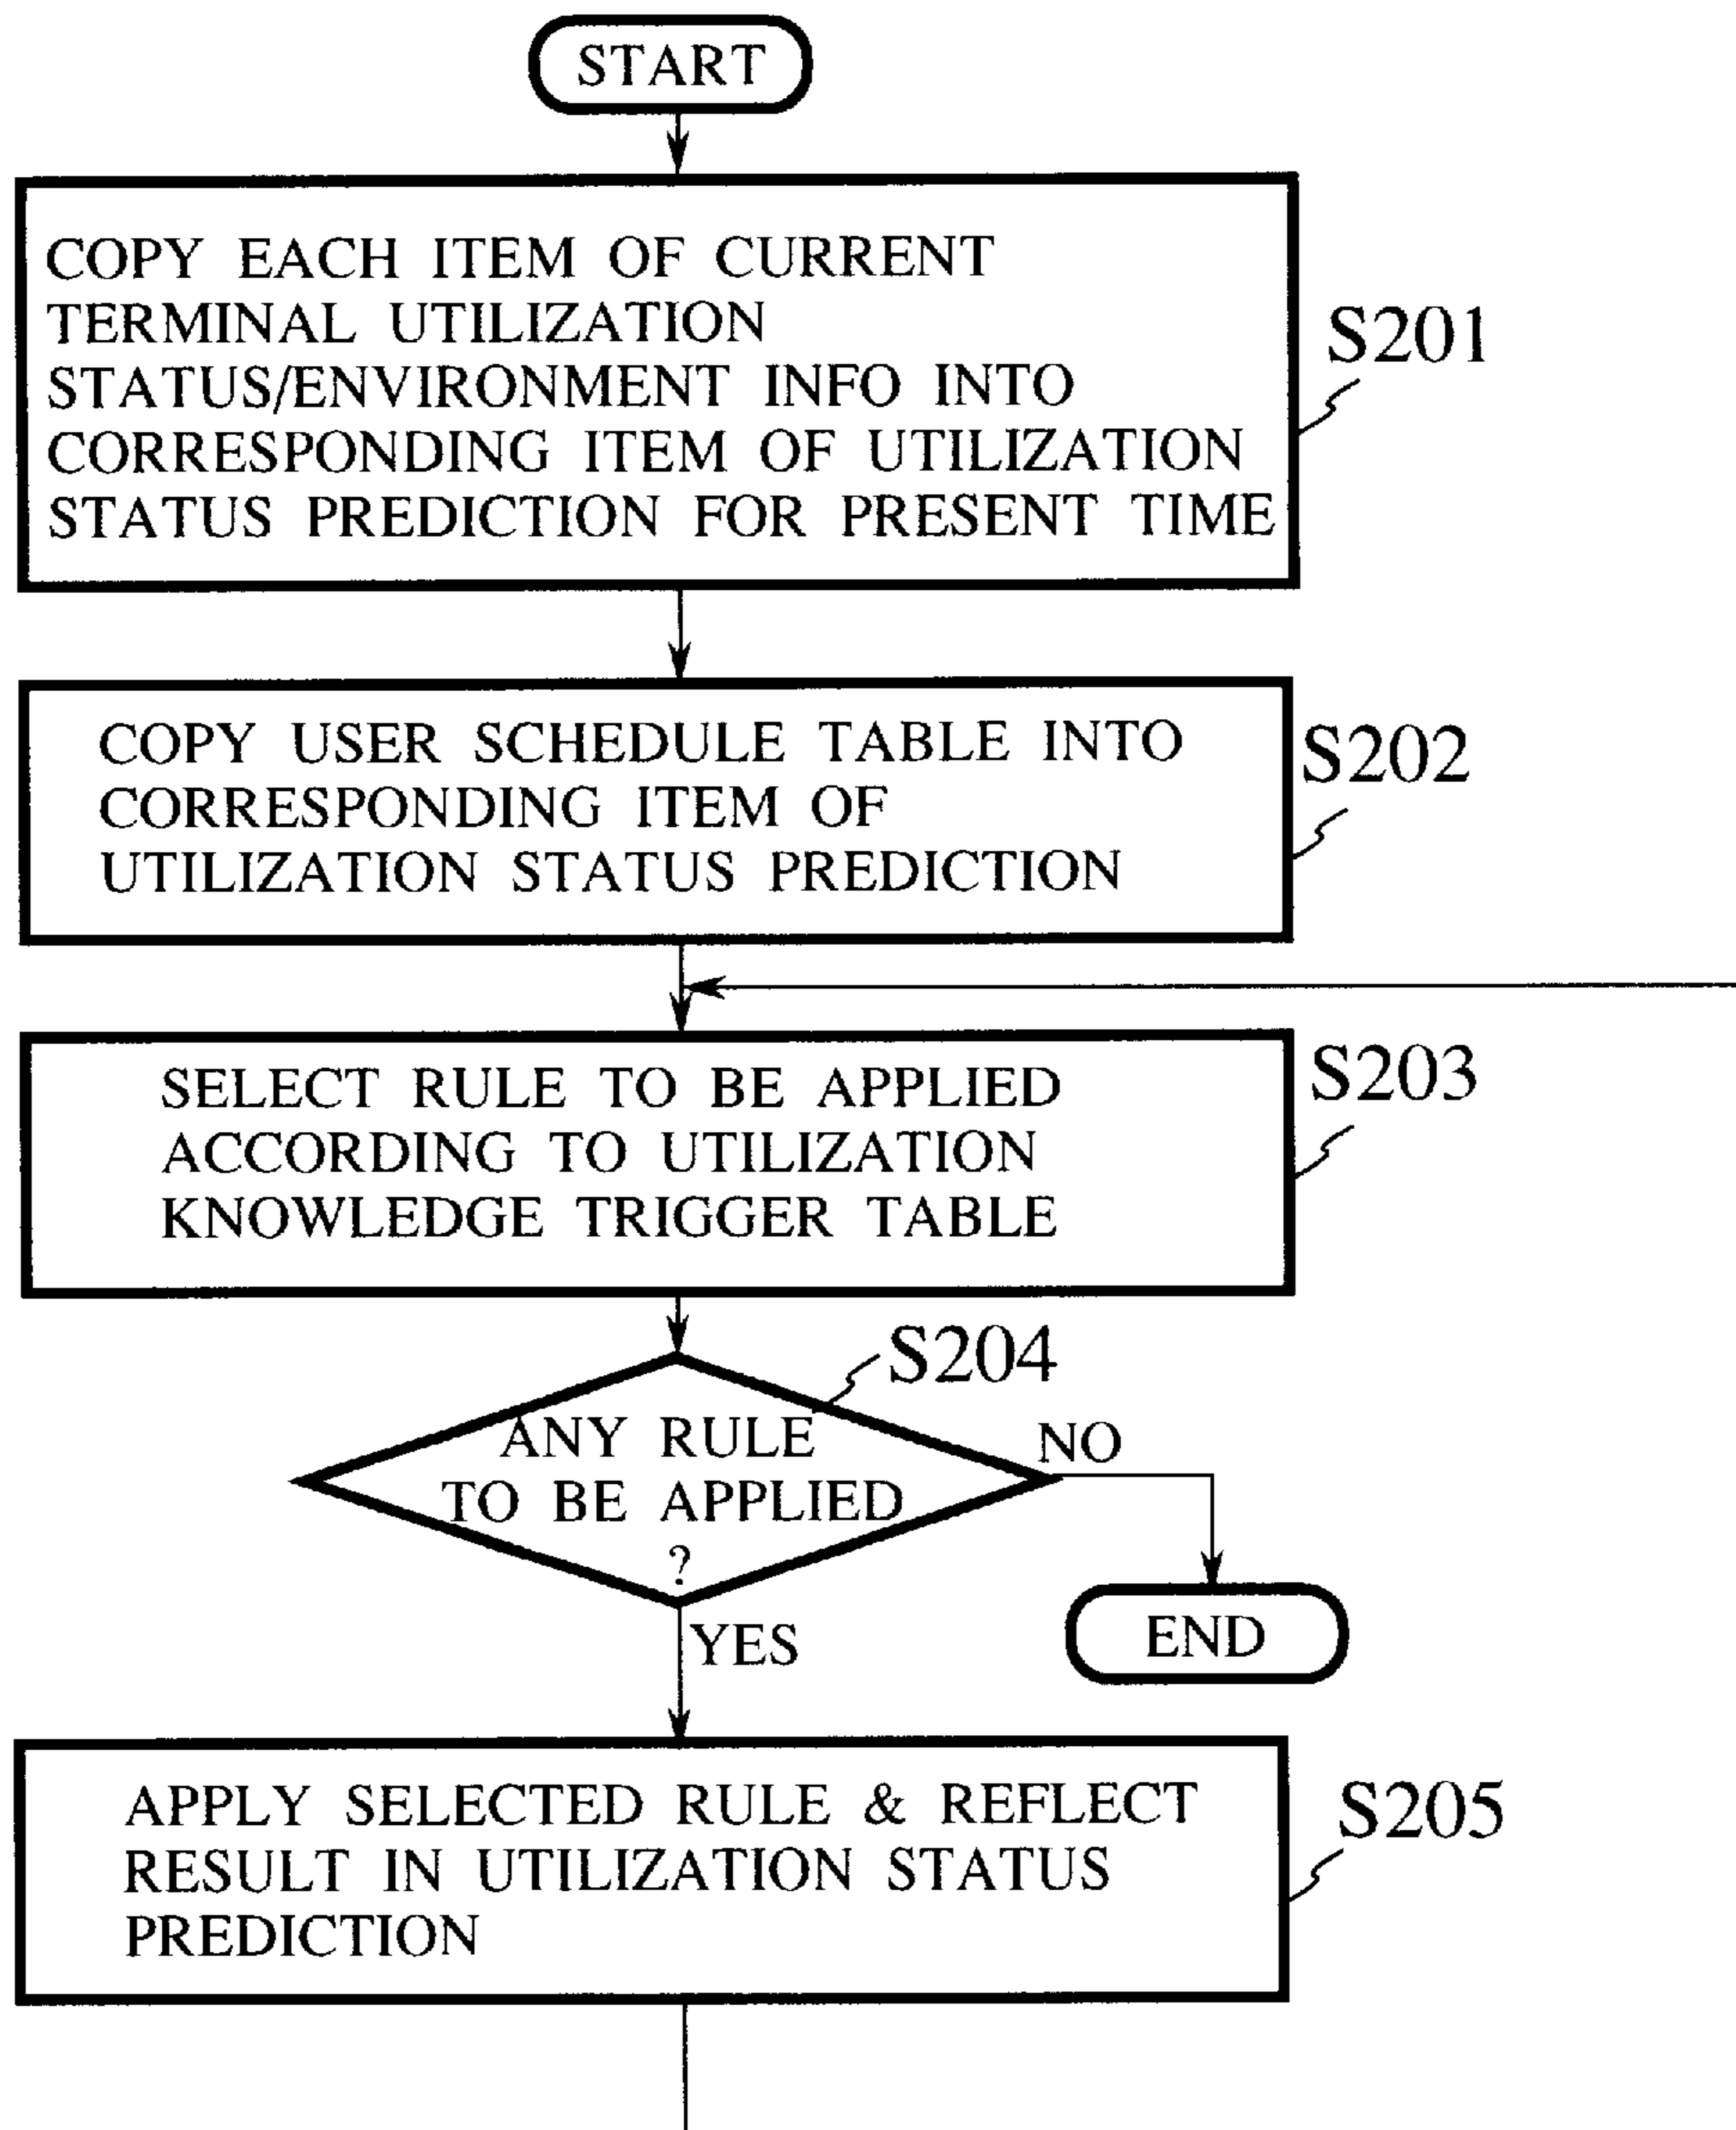 START
COPY EACH ITEM OF CURRENT
TERMINAL UTILIZATION
STATUS/ENVIRONMENT INFO INTO
CORRESPONDING ITEM OF UTILIZATION
STATUS PREDICTION FOR PRESENT TIME
S201
COPY USER SCHEDULE TABLE INTO
CORRESPONDING ITEM OF
UTILIZATION STATUS PREDICTION
S202
SELECT RULE TO BE APPLIED
ACCORDING TO UTILIZATION
KNOWLEDGE TRIGGER TABLE
S203
S204
ANY RULE
TO BE APPLIED
?
NO
END
YES
APPLY SELECTED RULE & REFLECT
RESULT IN UTILIZATION STATUS
PREDICTION
S205